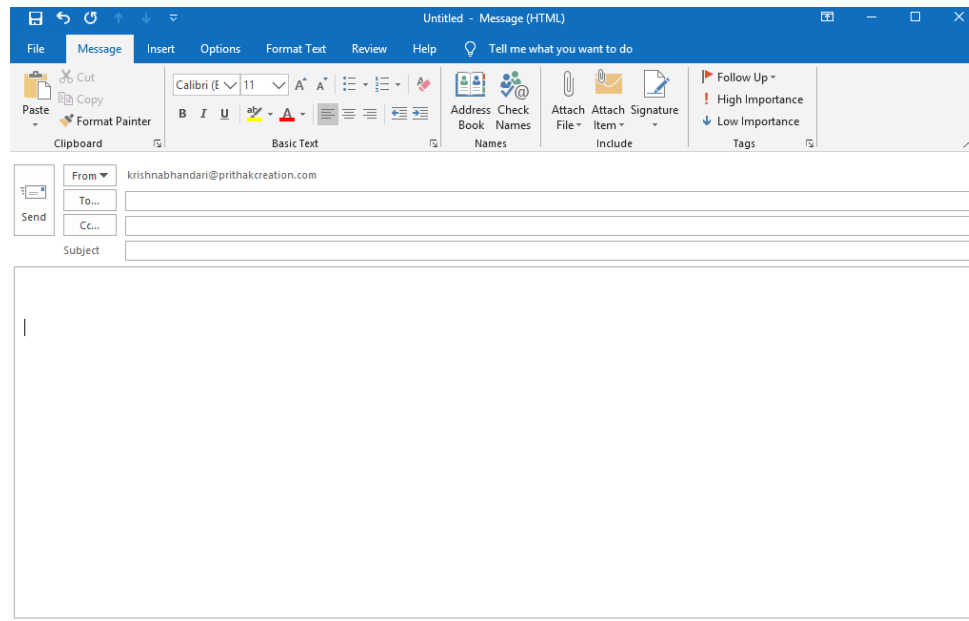 Untitled - Message (HTML)
File Message Insert Options Format Text Review Help Tell me what you want to do
Paste
Cut
Copy
Format Painter
Clipboard
Calibri (E 11
B I U
Basic Text
Address Book
Check Names
Names
Attach File
Attach Item
Signature
Include
Follow Up
High Importance
Low Importance
Tags
Send
From krishnabhandari@prithakcreation.com
To...
Cc...
Subject